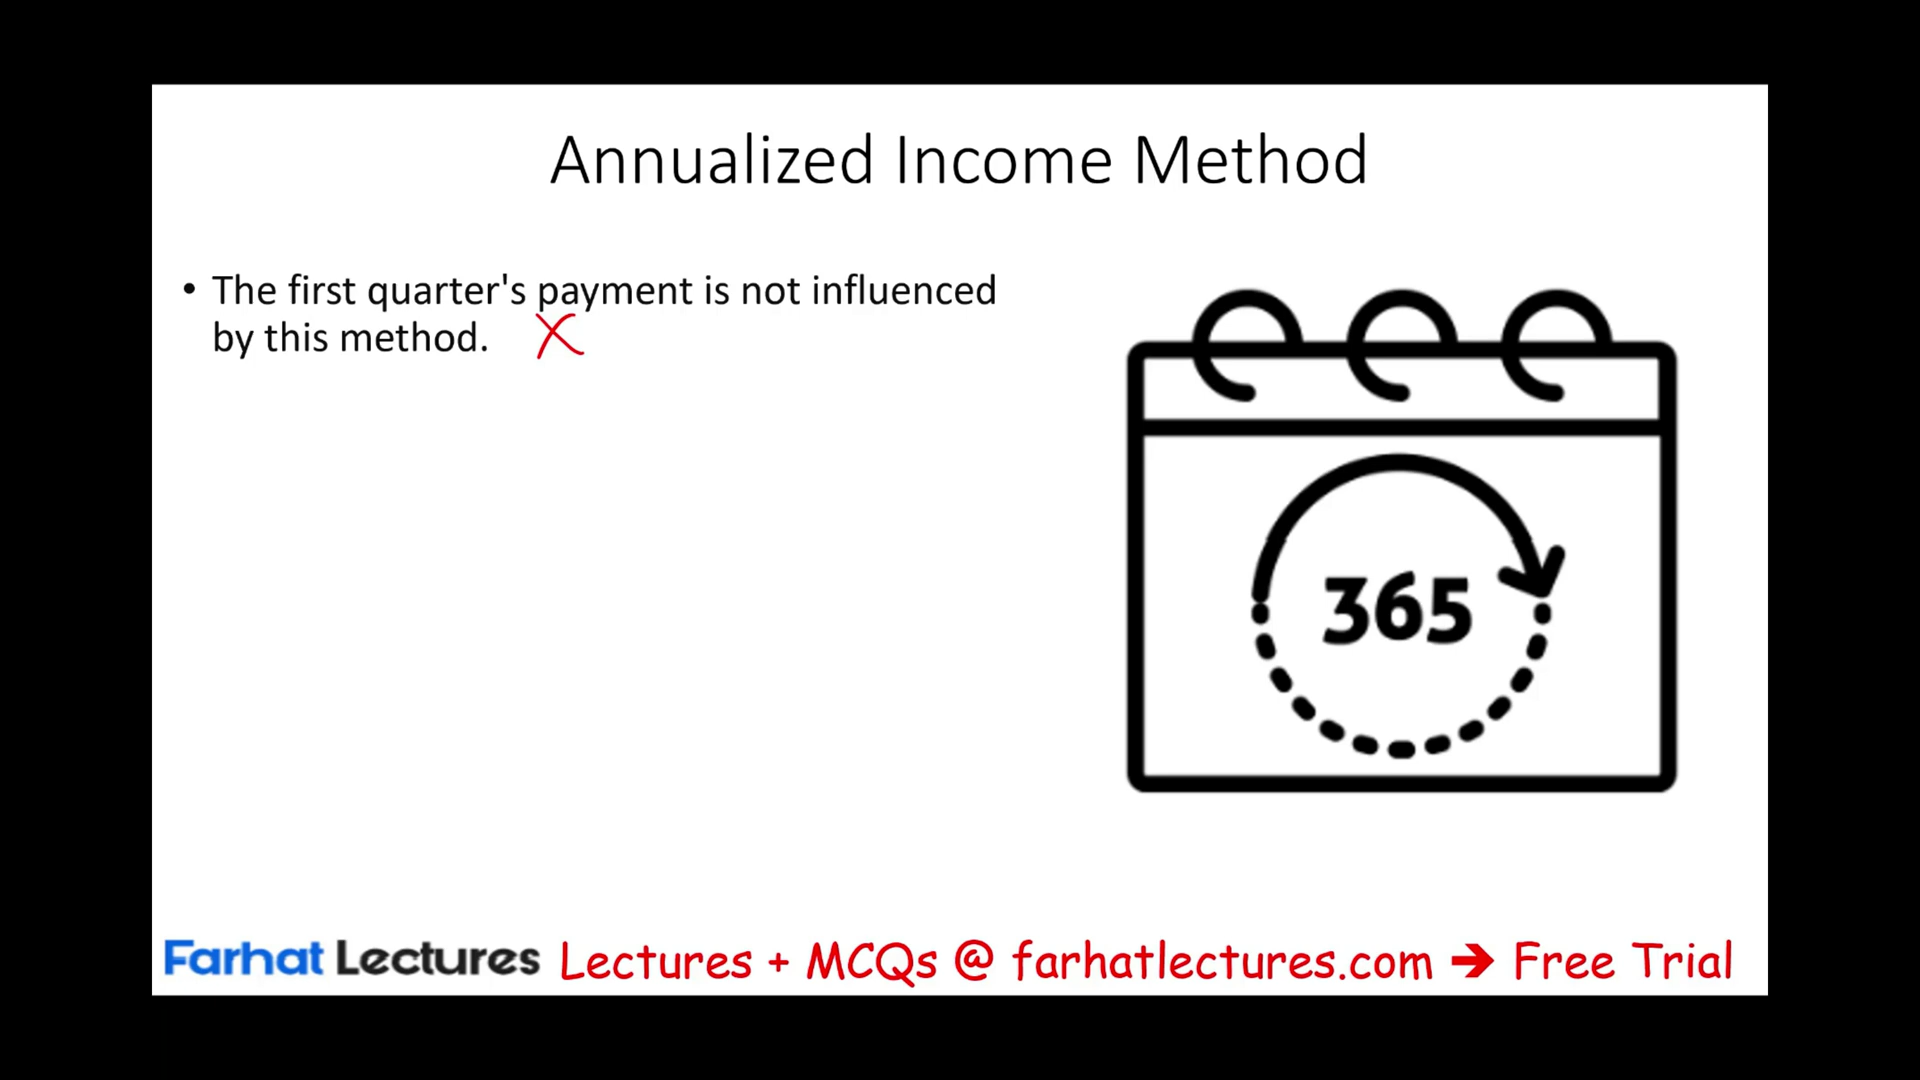 Annualized Income Method
• The first quarter's payment is not influenced
by this method. X
365
Farhat Lectures Lectures + MCQs @ farhatlectures.com ➔ Free Trial